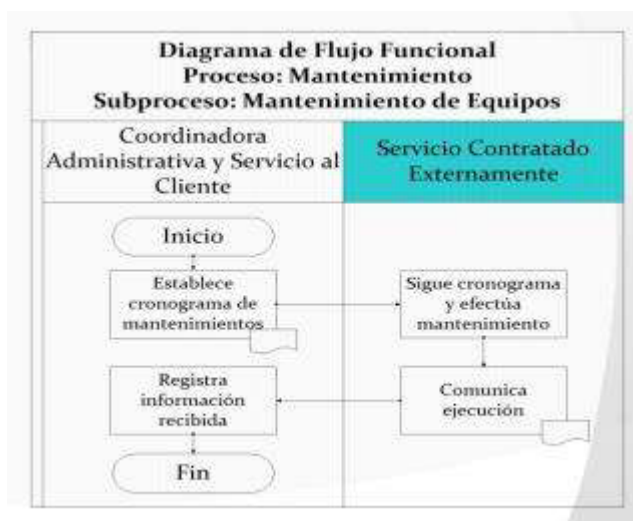 Diagrama de Flujo Funcional
Proceso: Mantenimiento
Subproceso: Mantenimiento de Equipos
Coordinadora
Administrativa y Servicio al
Cliente
Servicio Contratado
Externamente
Inicio
Establece
cronograma de
mantenimientos
Sigue cronograma
y efectúa
mantenimiento
Registra
información
recibida
Comunica
ejecución
Fin